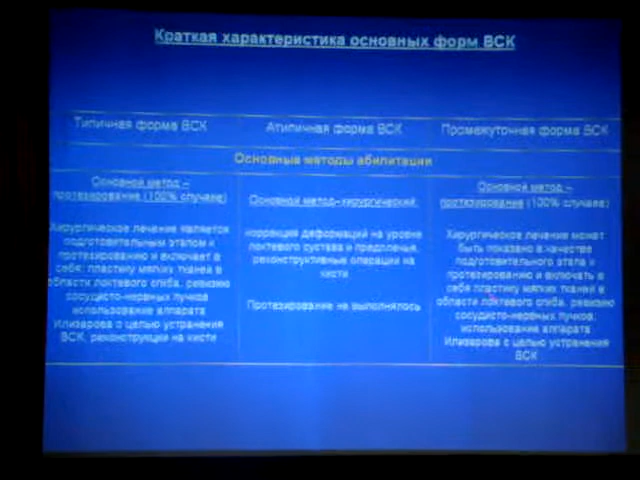 Краткая характеристика основных форм ВСК
Типичная форма ВСК
Атипичная форма ВСК
Промежуточная форма ВСК
Основные методы абилитации
Основной метод –
протезирование (100% случаев)
Хирургическое лечение является
подготовительным этапом к
протезированию и включает в
себя: пластику мягких тканей в
области локтевого сгиба, ревизию
сосудисто-нервных пучков
использование аппарата
Илизарова с целью устранения
ВСК, реконструкции на кисти
Основной метод- хирургический
коррекция деформаций на уровне
локтевого сустава и предплечья,
реконструктивные операции на
кисти
Протезирование не выполнялось
Основной метод –
протезирование (100% случаев)
Хирургическое лечение может
быть показано в качестве
подготовительного этапа к
протезированию и включать в
себя пластику мягких тканей в
области локтевого сгиба, ревизию
сосудисто-нервных пучков,
использование аппарата
Илизарова с целью устранения
ВСК